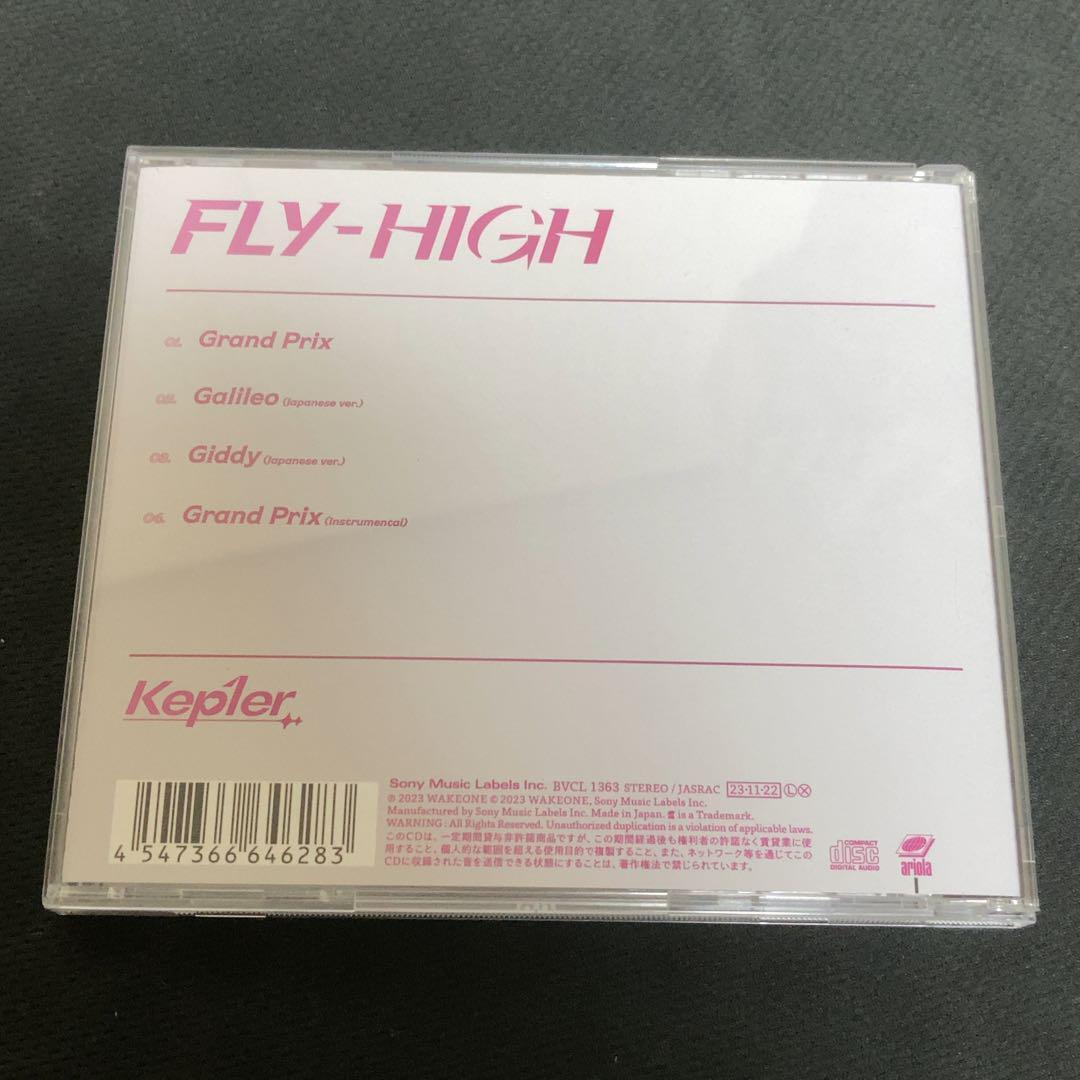 FLY-HIGH
01. Grand Prix
02. Galileo (Japanese ver.)
03. Giddy (Japanese ver.)
06. Grand Prix (Instrumental)
Kep1er
4 547366 646283
Sony Music Labels Inc. BVCL 1363 STEREO / JASRAC 23·11·22 Ⓛ ⓧ
℗ 2023 WAKEONE © 2023 WAKEONE, Sony Music Labels Inc.
Manufactured by Sony Music Labels Inc. Made in Japan. is a Trademark.
WARNING : All Rights Reserved. Unauthorized duplication is a violation of applicable laws.
このCDは、一定期間貸与非許諾商品ですが、この期間経過後も権利者の許諾なく賃貸業に使
用すること、個人的な範囲を超える使用目的で複製すること、また、ネットワーク等を通じてこの
CDに収録された音を送信できる状態にすることは、著作権法で禁じられています。
COMPACT
disc
DIGITAL AUDIO
ariola